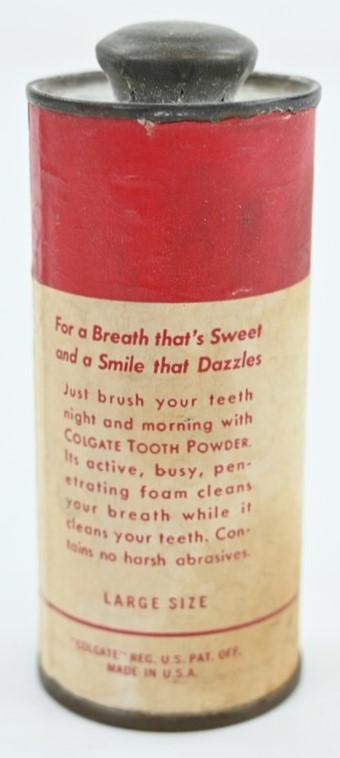 For a Breath that's Sweet
and a Smile that Dazzles
Just brush your teeth
night and morning with
COLGATE TOOTH POWDER.
Its active, busy, pen-
etrating foam cleans
your breath while it
cleans your teeth. Con-
tains no harsh abrasives.
LARGE SIZE
"COLGATE" REG. U.S. PAT. OFF.
MADE IN U.S.A.